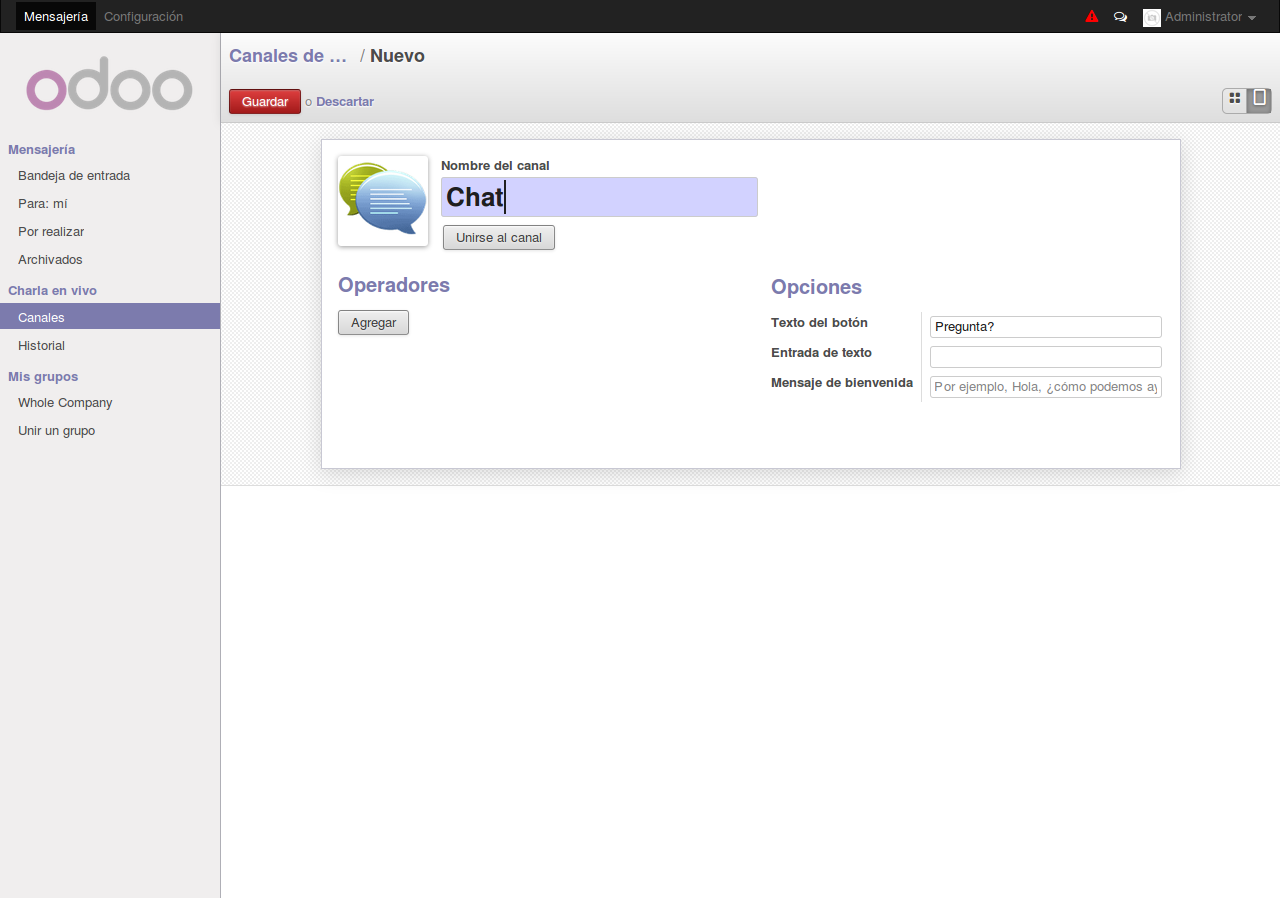 Mensajería Configuración Administrator
odoo
Canales de ... / Nuevo
Guardar o Descartar
Mensajería
Bandeja de entrada
Para: mí
Por realizar
Archivados
Charla en vivo
Canales
Historial
Mis grupos
Whole Company
Unir un grupo
Nombre del canal
Chat
Unirse al canal
Operadores
Agregar
Opciones
Texto del botón Pregunta?
Entrada de texto
Mensaje de bienvenida Por ejemplo, Hola, ¿cómo podemos ay